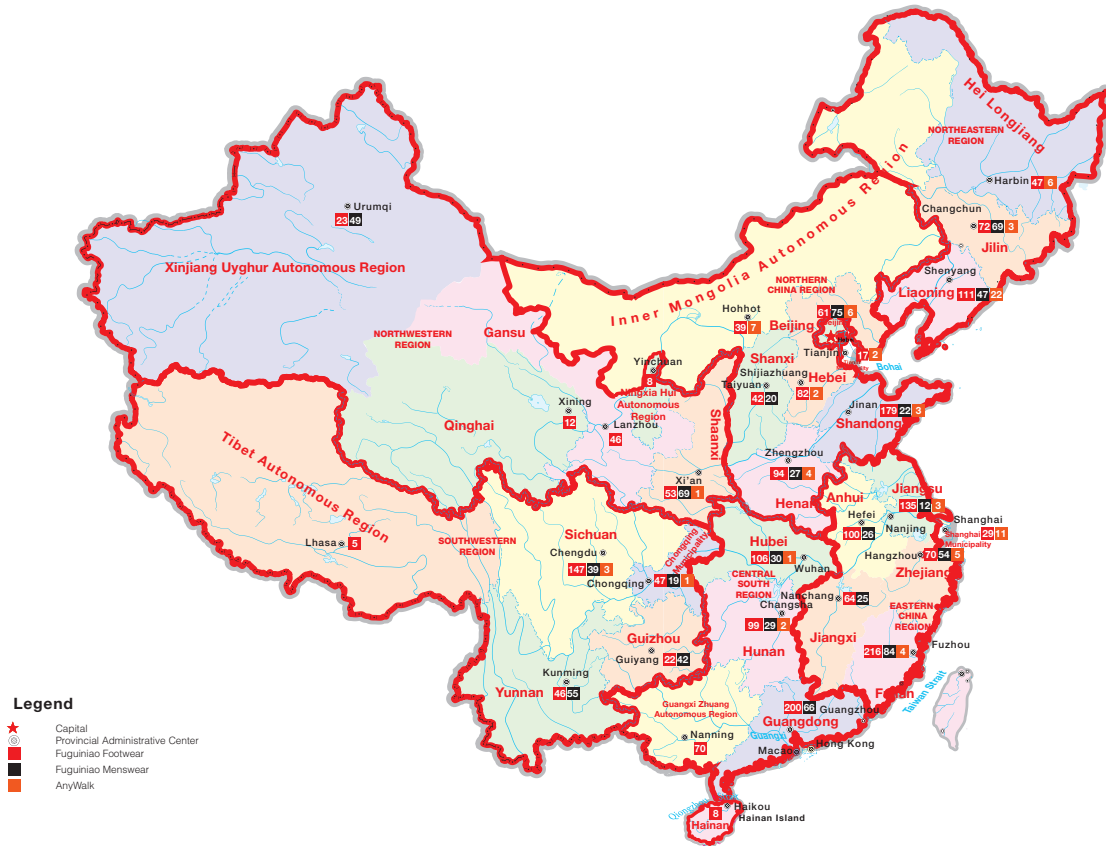 Hei Longjiang
NORTHEASTERN
REGION
Harbin 47 6
Changchun
72 69 3
Jilin
Shenyang
Liaoning 111 47 22
Urumqi
23 49
Xinjiang Uyghur Autonomous Region
Inner Mongolia Autonomous Region
NORTHERN
CHINA REGION
Hohhot
39 7
Beijing
61 75 6
Tianjin
17 2
Bohai
NORTHWESTERN
REGION
Gansu
Yinchuan
8
Ningxia Hui
Autonomous
Region
Shanxi
Shijiazhuang
Taiyuan
42 20
Hebei
82 2
Jinan 179 22 3
Shandong
Xining
12
Lanzhou
46
Qinghai
Shaanxi
Xi'an
53 69 1
Zhengzhou
94 27 4
Henan
Tibet Autonomous Region
Lhasa 5
SOUTHWESTERN
REGION
Sichuan
Chengdu
147 39 3
Chongqing
Municipality
Chongqing 47 19 1
Anhui
Hefei
100 26
Jiangsu
135 12 3
Nanjing
Shanghai
Shanghai
Municipality
29 11
Hangzhou 70 54 5
Zhejiang
Hubei
106 30 1
Wuhan
CENTRAL
SOUTH
REGION
Nanchang 64 25
Changsha
99 29 2
Hunan
Jiangxi
EASTERN
CHINA
REGION
216 84 4
Fuzhou
Guizhou
Guiyang
22 42
Kunming
46 55
Yunnan
Guangxi Zhuang
Autonomous Region
Nanning
70
200 66
Guangzhou
Guangdong
Guangxi
Macao
Hong Kong
Taiwan Strait
8
Haikou
Hainan Island
Hainan
Legend
Capital
Provincial Administrative Center
Fuguiniao Footwear
Fuguiniao Menswear
AnyWalk